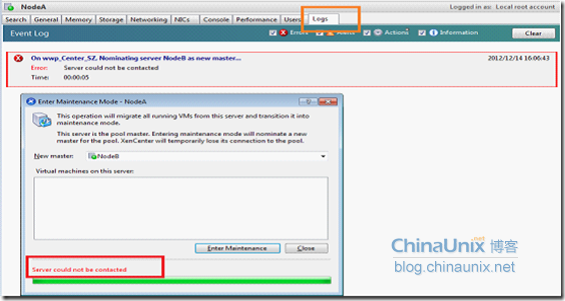 NodeA
Logged in as: Local root account
Search General Memory Storage Networking NICs Console Performance Users Logs
Event Log
Errors Alerts Actions Information Clear
On wwp_Center_SZ, Nominating server NodeB as new master... 2012/12/14 16:06:43
Error: Server could not be contacted
Time: 00:00:05
Enter Maintenance Mode - NodeA
This operation will migrate all running VMs from this server and transition it into
maintenance mode.
This server is the pool master. Entering maintenance mode will nominate a new
master for the pool. XenCenter will temporarily lose its connection to the pool.
New master: NodeB
Virtual machines on this server:
Enter Maintenance Close
Server could not be contacted
ChinaUnix.net 博客
blog.chinaunix.net